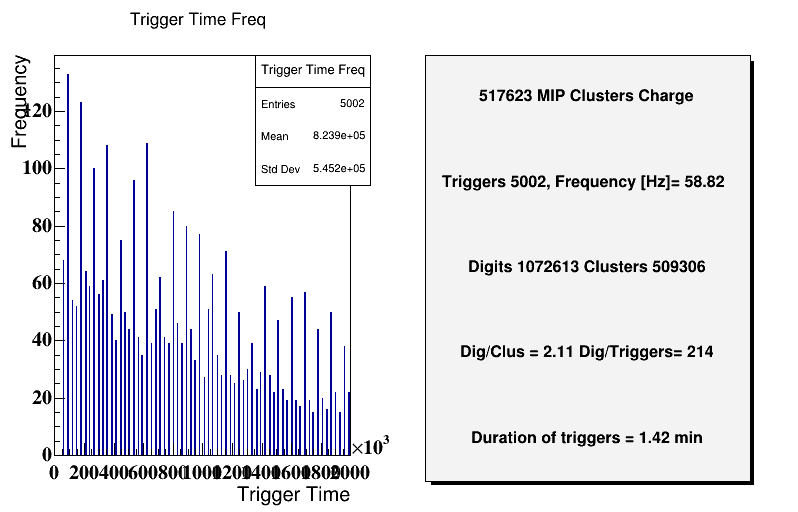 Trigger Time Freq
Frequency
Trigger Time Freq
Entries 5002
Mean 8.239e+05
Std Dev 5.452e+05
120
100
80
60
40
20
0
0 200 400 600 800 1000 1200 1400 1600 1800 2000
×10³
Trigger Time
517623 MIP Clusters Charge
Triggers 5002, Frequency [Hz]= 58.82
Digits 1072613 Clusters 509306
Dig/Clus = 2.11 Dig/Triggers= 214
Duration of triggers = 1.42 min